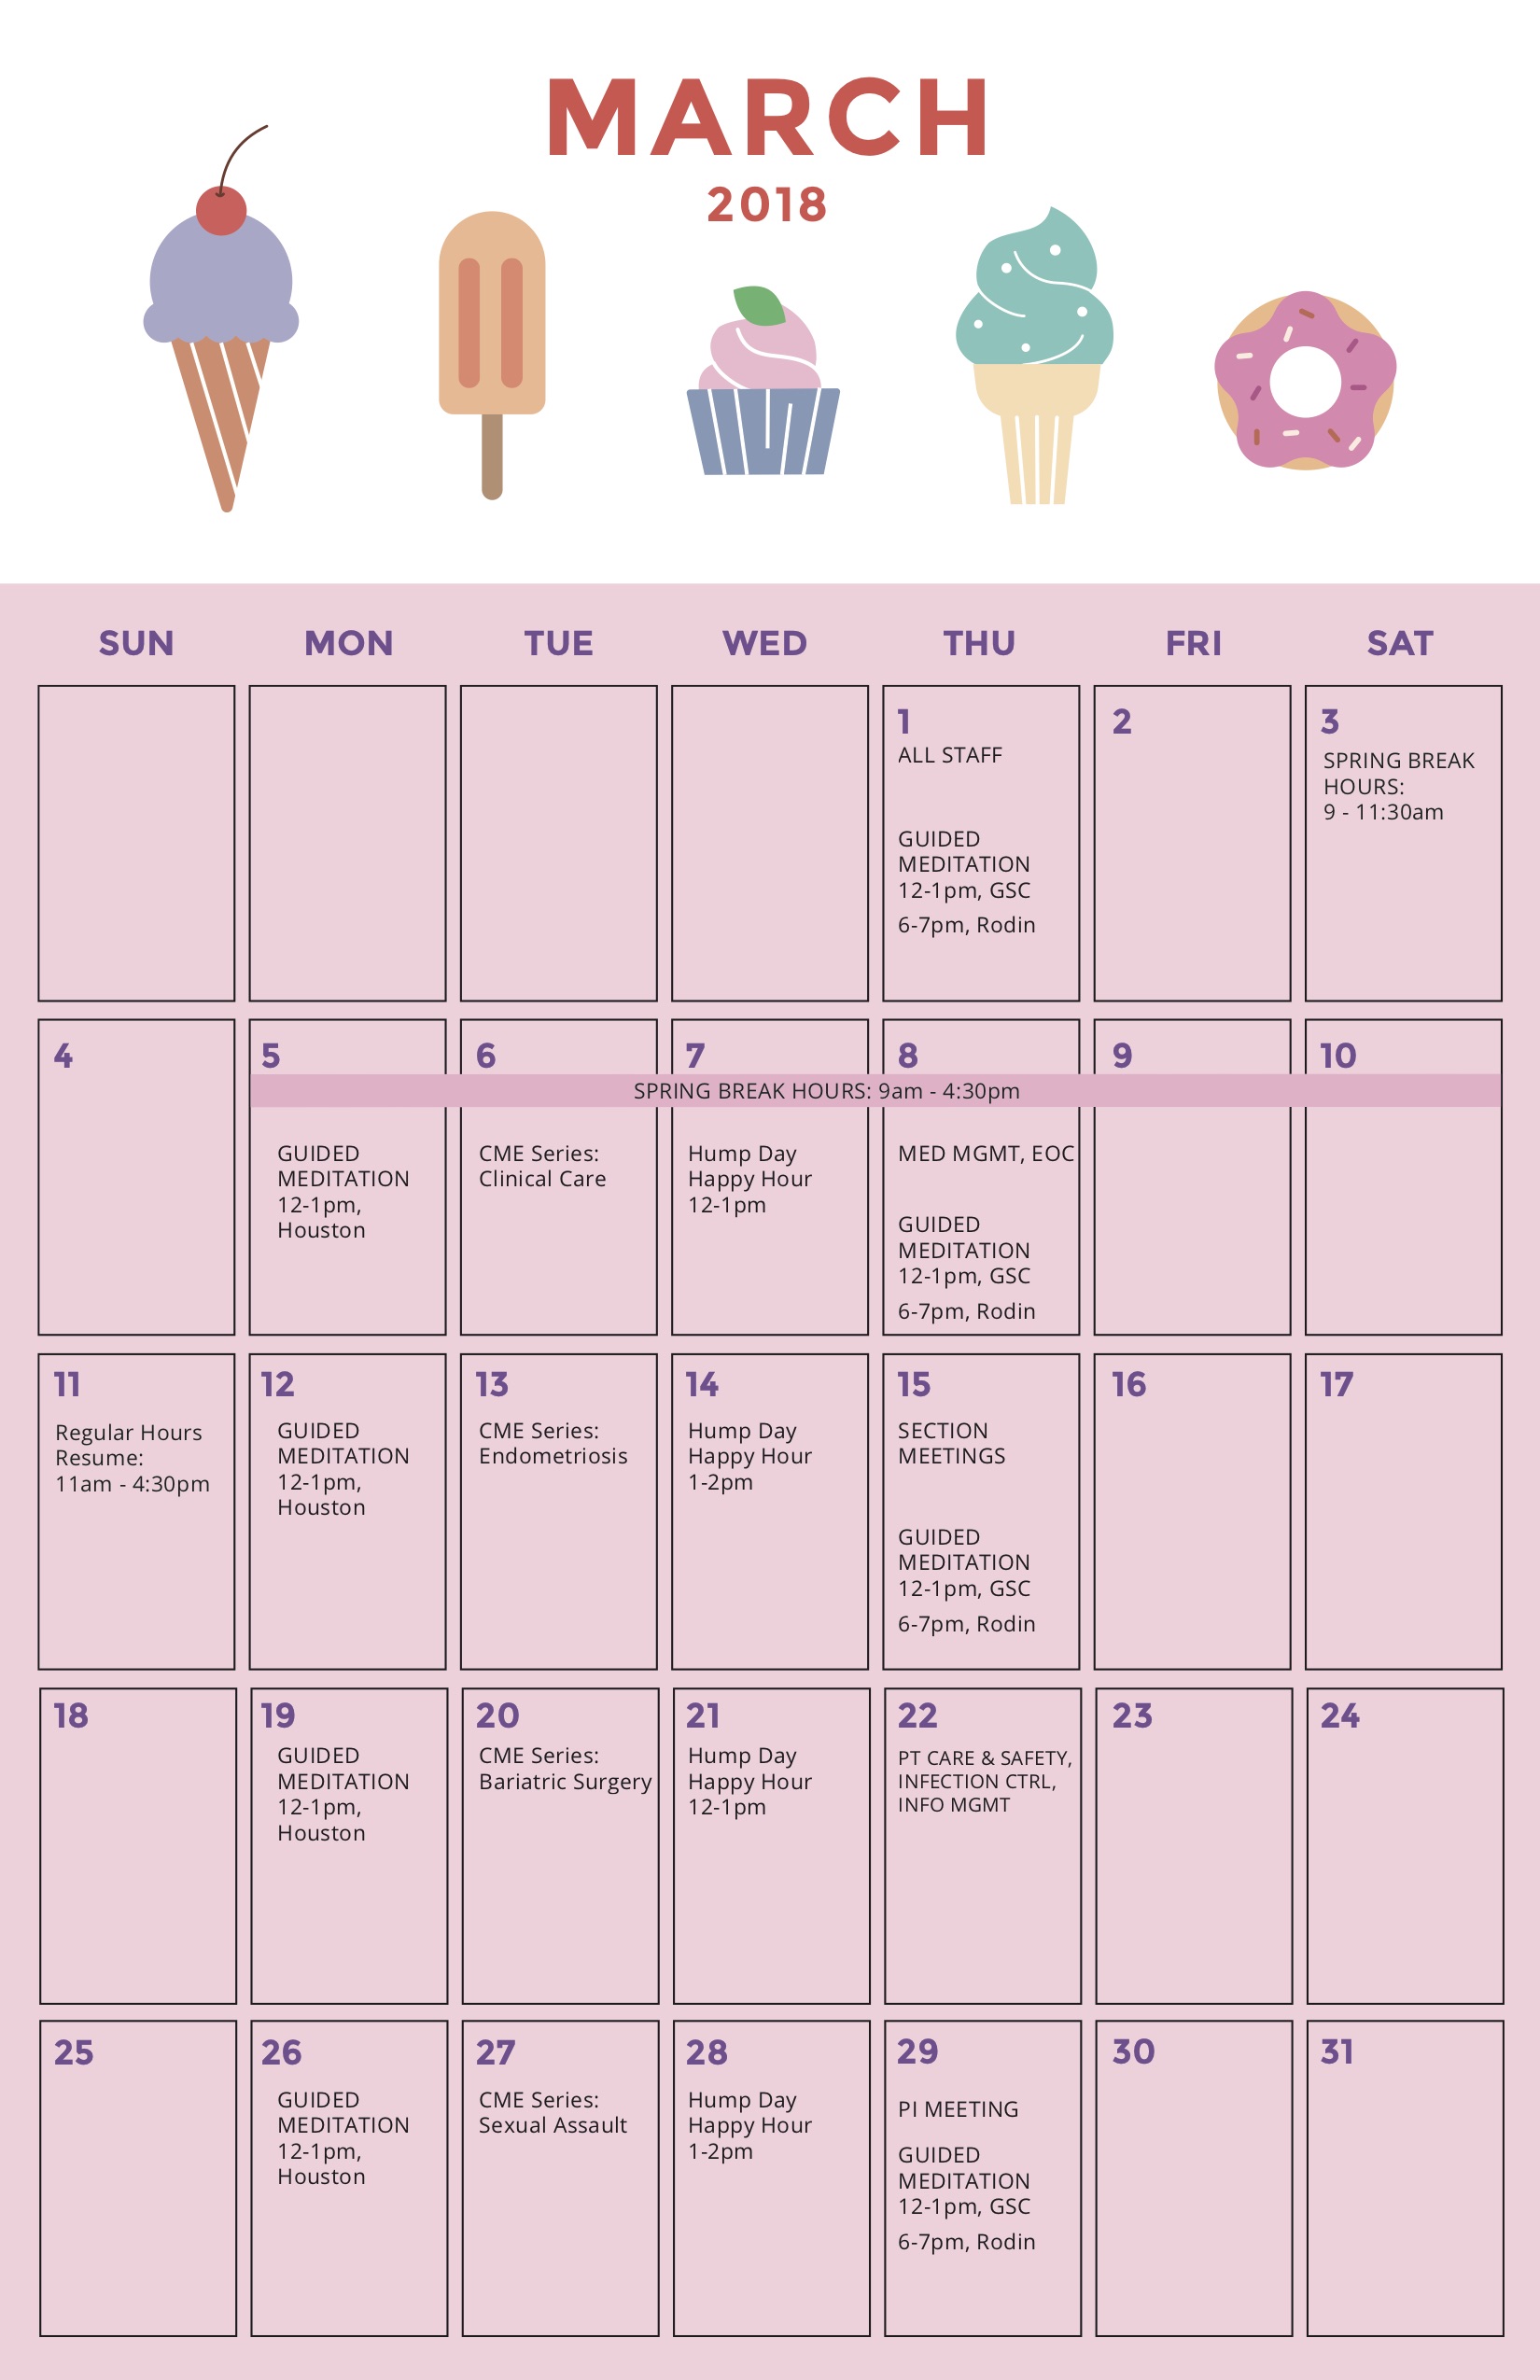 MARCH
2018
SUN MON TUE WED THU FRI SAT
1
ALL STAFF
GUIDED
MEDITATION
12-1pm, GSC
6-7pm, Rodin
2
3
SPRING BREAK
HOURS:
9 - 11:30am
4
5
6
7
8
9
10
SPRING BREAK HOURS: 9am - 4:30pm
GUIDED
MEDITATION
12-1pm,
Houston
CME Series:
Clinical Care
Hump Day
Happy Hour
12-1pm
MED MGMT, EOC
GUIDED
MEDITATION
12-1pm, GSC
6-7pm, Rodin
11
Regular Hours
Resume:
11am - 4:30pm
12
GUIDED
MEDITATION
12-1pm,
Houston
13
CME Series:
Endometriosis
14
Hump Day
Happy Hour
1-2pm
15
SECTION
MEETINGS
GUIDED
MEDITATION
12-1pm, GSC
6-7pm, Rodin
16
17
18
19
GUIDED
MEDITATION
12-1pm,
Houston
20
CME Series:
Bariatric Surgery
21
Hump Day
Happy Hour
12-1pm
22
PT CARE & SAFETY,
INFECTION CTRL,
INFO MGMT
23
24
25
26
GUIDED
MEDITATION
12-1pm,
Houston
27
CME Series:
Sexual Assault
28
Hump Day
Happy Hour
1-2pm
29
PI MEETING
GUIDED
MEDITATION
12-1pm, GSC
6-7pm, Rodin
30
31